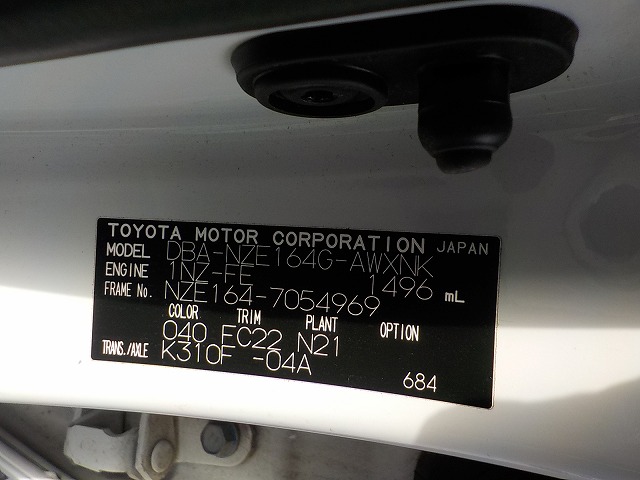 TOYOTA MOTOR CORPORATION JAPAN
MODEL DBA-NZE164G-AWXNK
ENGINE 1NZ-FE 1496 mL
FRAME No. NZE164-7054969
COLOR TRIM PLANT OPTION
040 FC22 N21
TRANS./AXLE K310F -04A
684